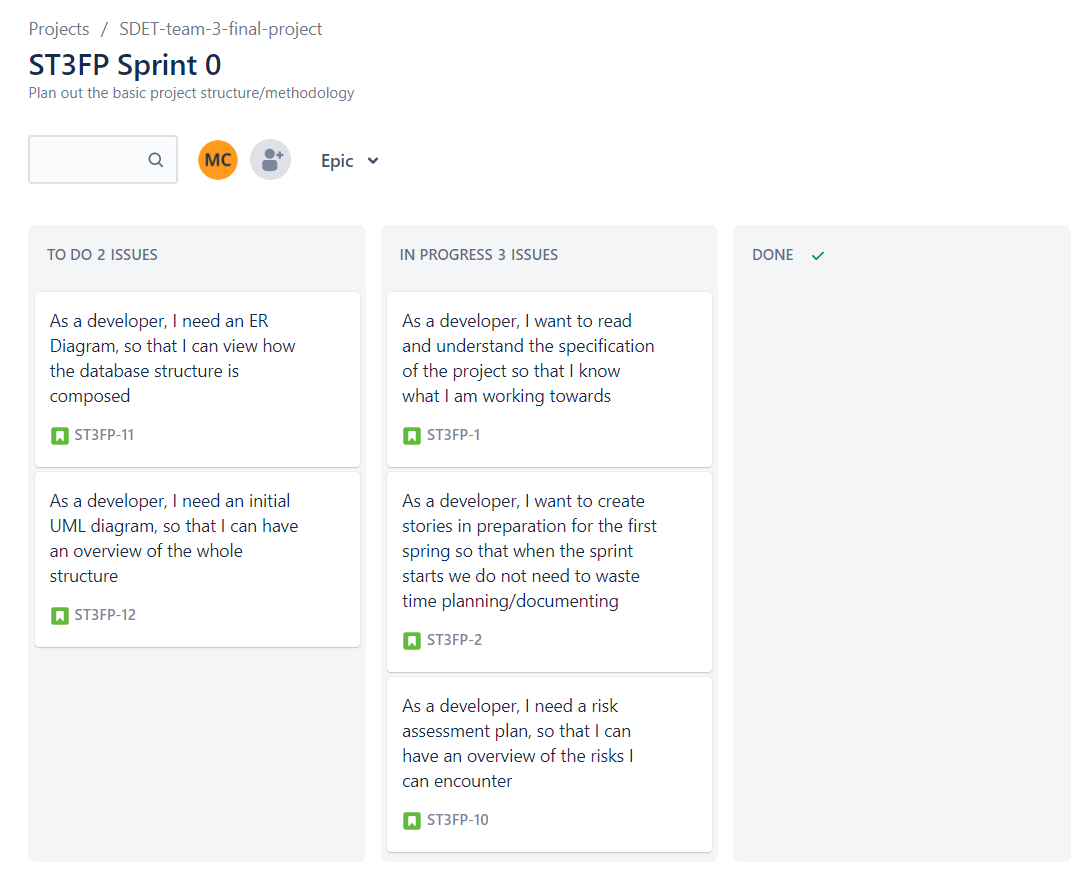 Projects / SDET-team-3-final-project
ST3FP Sprint 0
Plan out the basic project structure/methodology
MC
Epic
TO DO 2 ISSUES
As a developer, I need an ER
Diagram, so that I can view how
the database structure is
composed
ST3FP-11
As a developer, I need an initial
UML diagram, so that I can have
an overview of the whole
structure
ST3FP-12
IN PROGRESS 3 ISSUES
As a developer, I want to read
and understand the specification
of the project so that I know
what I am working towards
ST3FP-1
As a developer, I want to create
stories in preparation for the first
spring so that when the sprint
starts we do not need to waste
time planning/documenting
ST3FP-2
As a developer, I need a risk
assessment plan, so that I can
have an overview of the risks I
can encounter
ST3FP-10
DONE